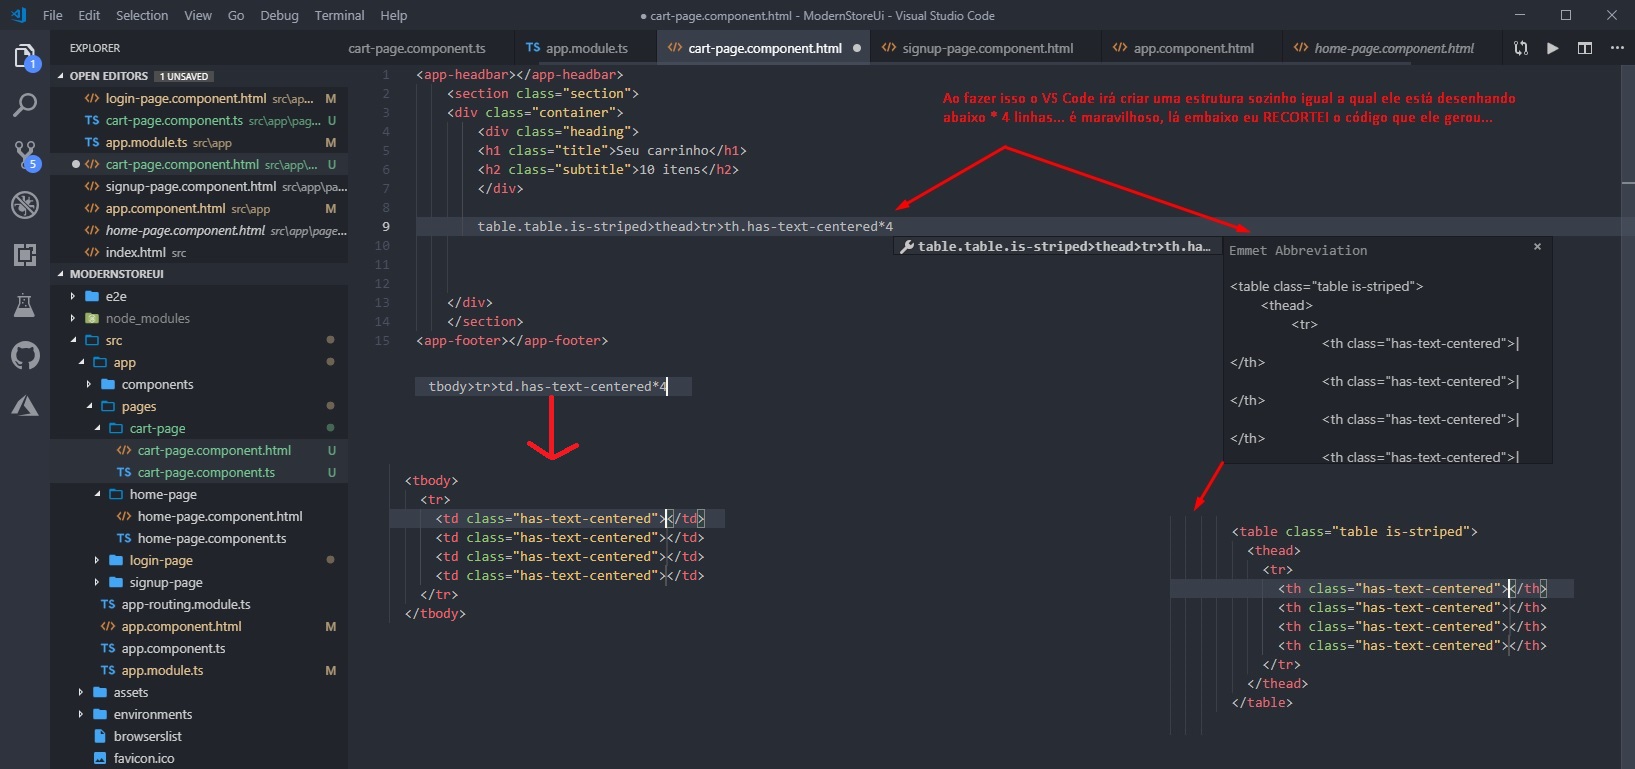 File Edit Selection View Go Debug Terminal Help
● cart-page.component.html - ModernStoreUi - Visual Studio Code
EXPLORER
cart-page.component.ts
TS app.module.ts
</> cart-page.component.html ●
</> signup-page.component.html
</> app.component.html
</> home-page.component.html
1
5
OPEN EDITORS 1 UNSAVED
</> login-page.component.html src\ap... M
TS cart-page.component.ts src\app\pag... U
TS app.module.ts src\app M
● </> cart-page.component.html src\app\... U
</> signup-page.component.html src\app\pa...
</> app.component.html src\app M
</> home-page.component.html src\app\page...
</> index.html src
MODERNSTOREUI
e2e
node_modules
src
app
components
pages
cart-page
</> cart-page.component.html U
TS cart-page.component.ts U
home-page
</> home-page.component.html
TS home-page.component.ts
login-page
signup-page
TS app-routing.module.ts
</> app.component.html M
TS app.component.ts
TS app.module.ts M
assets
environments
browserslist
favicon.ico
1 <app-headbar></app-headbar>
2 <section class="section">
3 <div class="container">
4 <div class="heading">
5 <h1 class="title">Seu carrinho</h1>
6 <h2 class="subtitle">10 itens</h2>
7 </div>
8
9 table.table.is-striped>thead>tr>th.has-text-centered*4
10
11
12
13 </div>
14 </section>
15 <app-footer></app-footer>
Ao fazer isso o VS Code irá criar uma estrutura sozinho igual a qual ele está desenhando
abaixo * 4 linhas... é maravilhoso, lá embaixo eu RECORTEI o código que ele gerou...
table.table.is-striped>thead>tr>th.ha...
Emmet Abbreviation ×
<table class="table is-striped">
<thead>
<tr>
<th class="has-text-centered">|
</th>
<th class="has-text-centered">|
</th>
<th class="has-text-centered">|
</th>
<th class="has-text-centered">|
tbody>tr>td.has-text-centered*4
<tbody>
<tr>
<td class="has-text-centered"></td>
<td class="has-text-centered"></td>
<td class="has-text-centered"></td>
<td class="has-text-centered"></td>
</tr>
</tbody>
<table class="table is-striped">
<thead>
<tr>
<th class="has-text-centered"></th>
<th class="has-text-centered"></th>
<th class="has-text-centered"></th>
<th class="has-text-centered"></th>
</tr>
</thead>
</table>